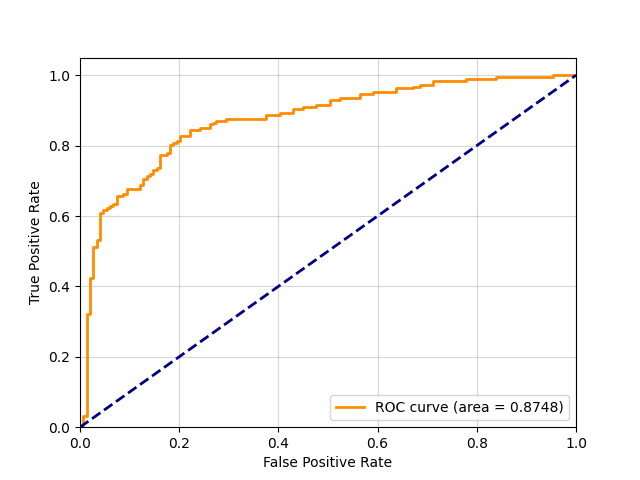 1.0
0.8
0.6
0.4
0.2
0.0
True Positive Rate
ROC curve (area = 0.8748)
0.0 0.2 0.4 0.6 0.8 1.0
False Positive Rate